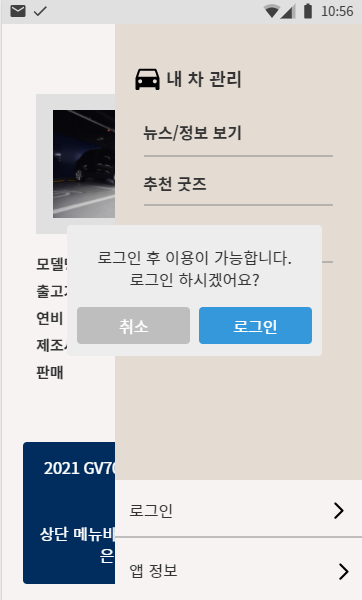 10:56
내 차 관리
뉴스/정보 보기
추천 굿즈
로그인 후 이용이 가능합니다.
로그인 하시겠어요?
취소
로그인
모델
출고
연비
제조
판매
2021 GV70
상단 메뉴바
은
로그인
앱 정보